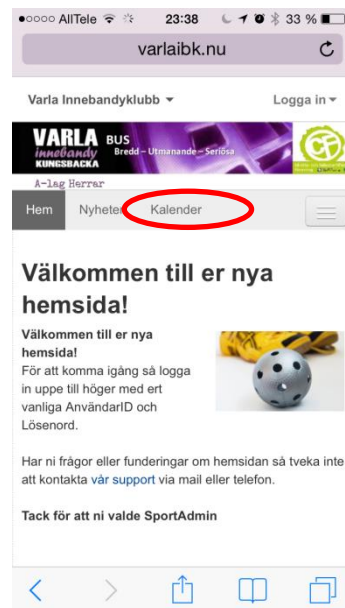 AllTele 23:38 33 %
varlaibk.nu
Varla Innebandyklubb Logga in
VARLA BUS
innebandy Bredd – Utmanande – Seriösa
KUNGSBACKA
A-lag Herrar
Hem Nyheter Kalender
Välkommen till er nya
hemsida!
Välkommen till er nya
hemsida!
För att komma igång så logga
in uppe till höger med ert
vanliga AnvändarID och
Lösenord.
Har ni frågor eller funderingar om hemsidan så tveka inte
att kontakta vår support via mail eller telefon.
Tack för att ni valde SportAdmin